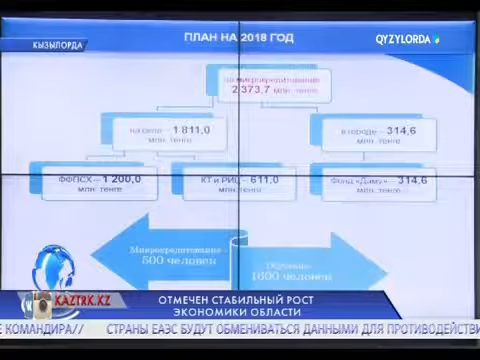 КЫЗЫЛОРДА
ПЛАН НА 2018 ГОД
QYZYLORDA
на микрокредитование
2 373,7 млн. тенге
на селе – 1 811,0
млн. тенге
в городе – 314,6
млн. тенге
ФФПСХ – 1 200,0
млн. тенге
КТ и РИЦ – 611,0
млн. тенге
Фонд «Даму» – 314,6
млн. тенге
Микрокредитование –
500 человек
Обучение –
1600 человек
KAZTRK.KZ
ОТМЕЧЕН СТАБИЛЬНЫЙ РОСТ
ЭКОНОМИКИ ОБЛАСТИ
Е КОМАНДИРА// СТРАНЫ ЕАЭС БУДУТ ОБМЕНИВАТЬСЯ ДАННЫМИ ДЛЯ ПРОТИВОДЕЙСТВИ